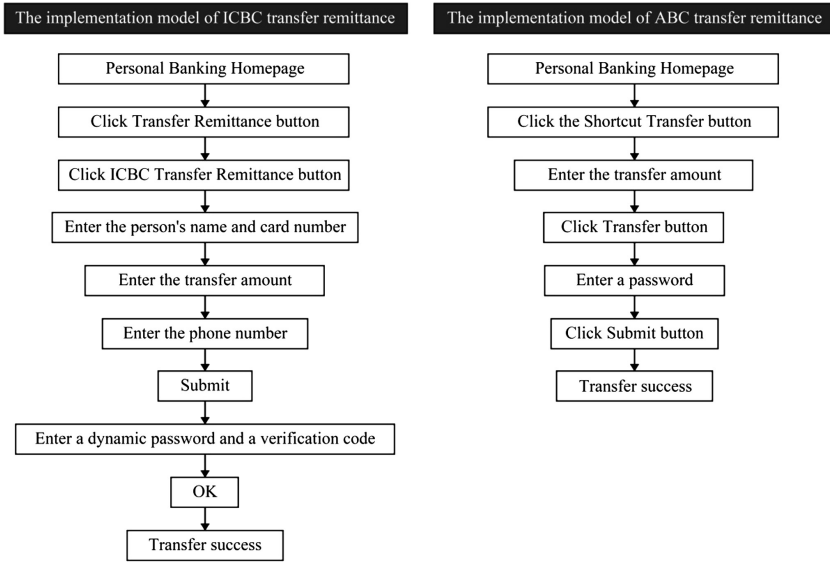 The implementation model of ICBC transfer remittance
Personal Banking Homepage
Click Transfer Remittance button
Click ICBC Transfer Remittance button
Enter the person's name and card number
Enter the transfer amount
Enter the phone number
Submit
Enter a dynamic password and a verification code
OK
Transfer success
The implementation model of ABC transfer remittance
Personal Banking Homepage
Click the Shortcut Transfer button
Enter the transfer amount
Click Transfer button
Enter a password
Click Submit button
Transfer success